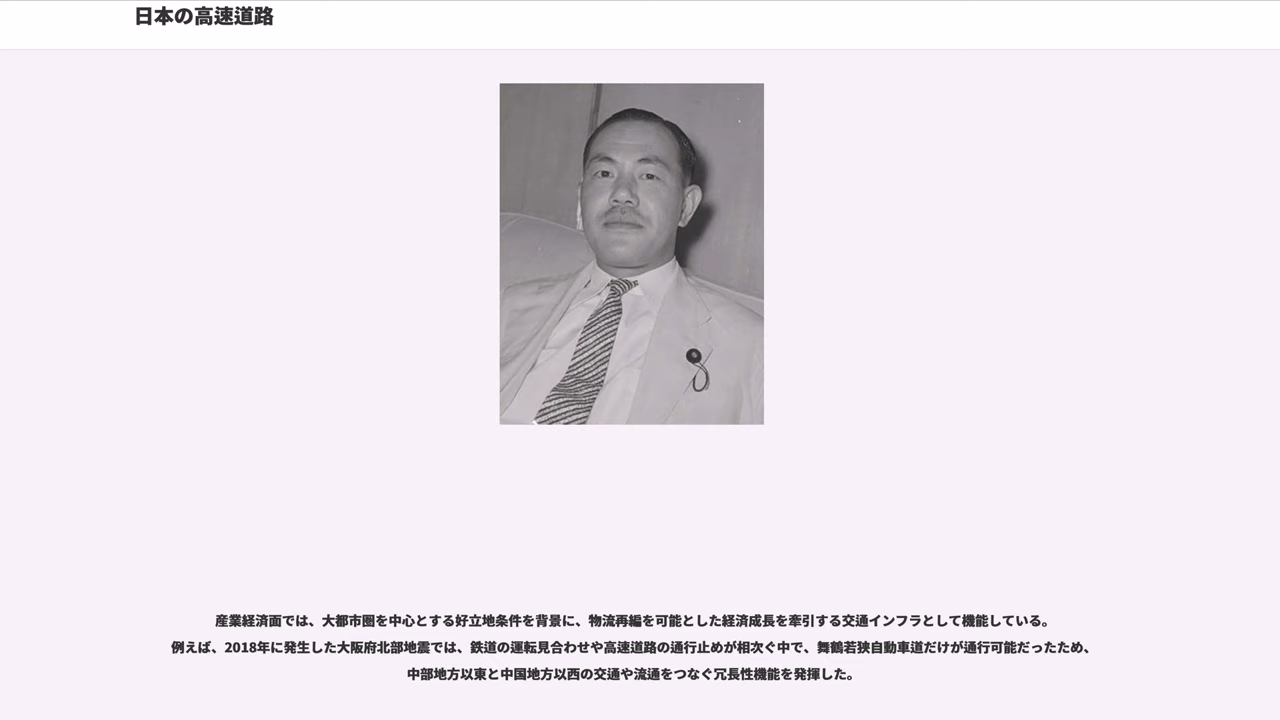 日本の高速道路
産業経済面では、大都市圏を中心とする好立地条件を背景に、物流再編を可能とした経済成長を牽引する交通インフラとして機能している。
例えば、2018年に発生した大阪府北部地震では、鉄道の運転見合わせや高速道路の通行止めが相次ぐ中で、舞鶴若狭自動車道だけが通行可能だったため、
中部地方以東と中国地方以西の交通や流通をつなぐ冗長性機能を発揮した。